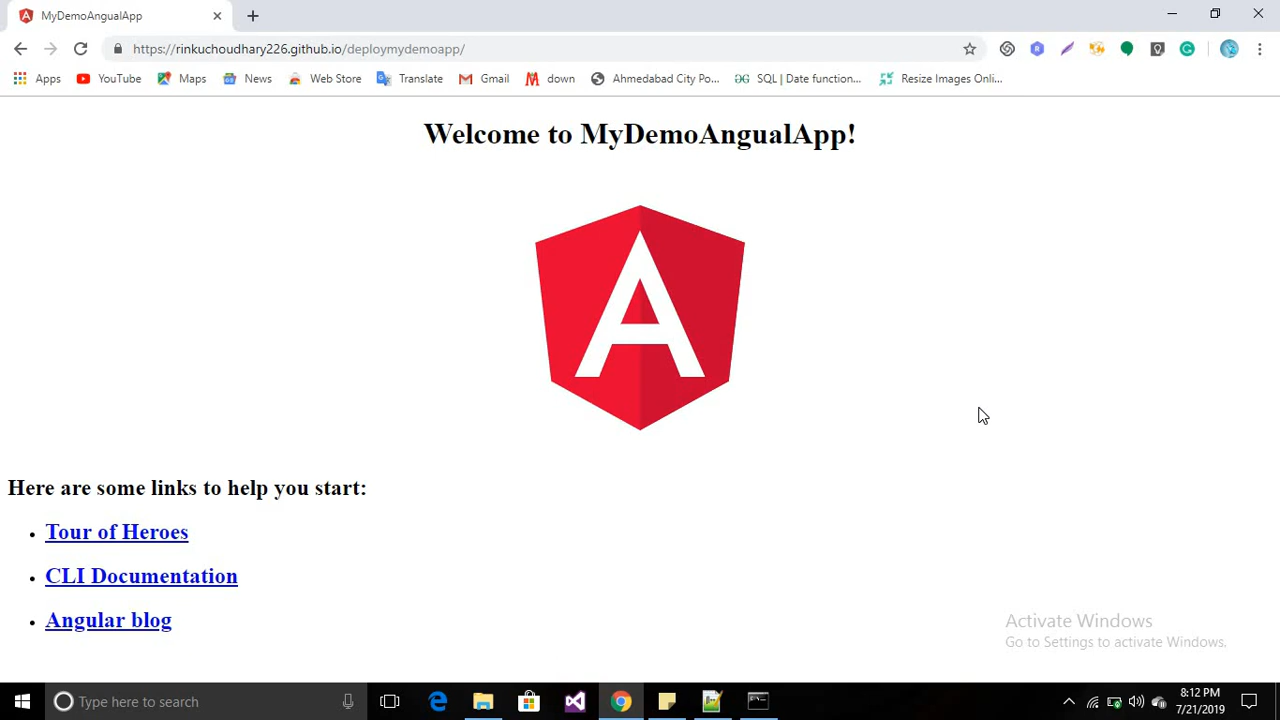 MyDemoAngualApp
https://rinkuchoudhary226.github.io/deploymydemoapp/
Apps YouTube Maps News Web Store Translate Gmail down Ahmedabad City Po... SQL | Date function... Resize Images Onli...
Welcome to MyDemoAngualApp!
A
Here are some links to help you start:
• Tour of Heroes
• CLI Documentation
• Angular blog
Activate Windows
Go to Settings to activate Windows.
Type here to search
8:12 PM
7/21/2019